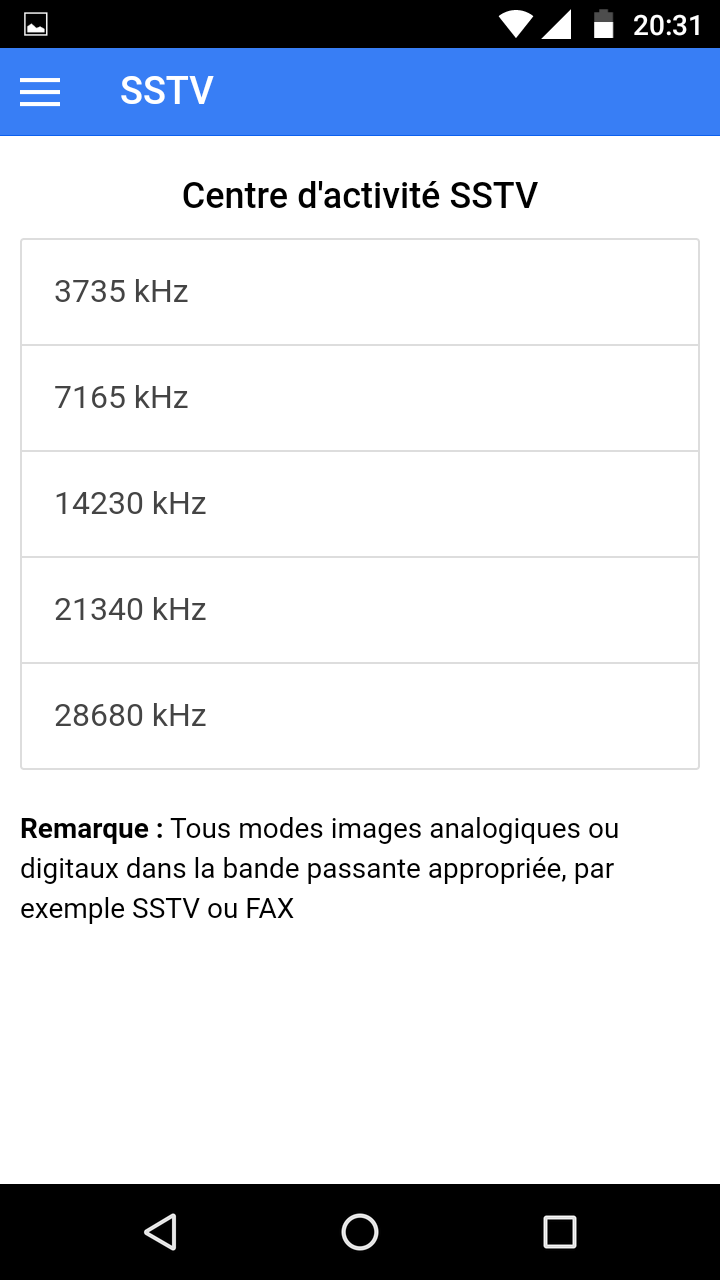 20:31
SSTV
Centre d'activité SSTV
3735 kHz
7165 kHz
14230 kHz
21340 kHz
28680 kHz
Remarque : Tous modes images analogiques ou
digitaux dans la bande passante appropriée, par
exemple SSTV ou FAX